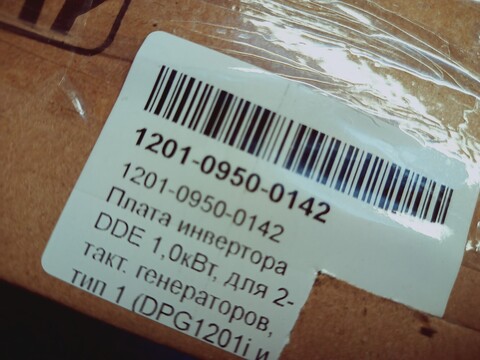 1201-0950-0142
1201-0950-0142
Плата инвертора
DDE 1,0кВт, для 2-
такт. генераторов,
тип 1 (DPG1201i и